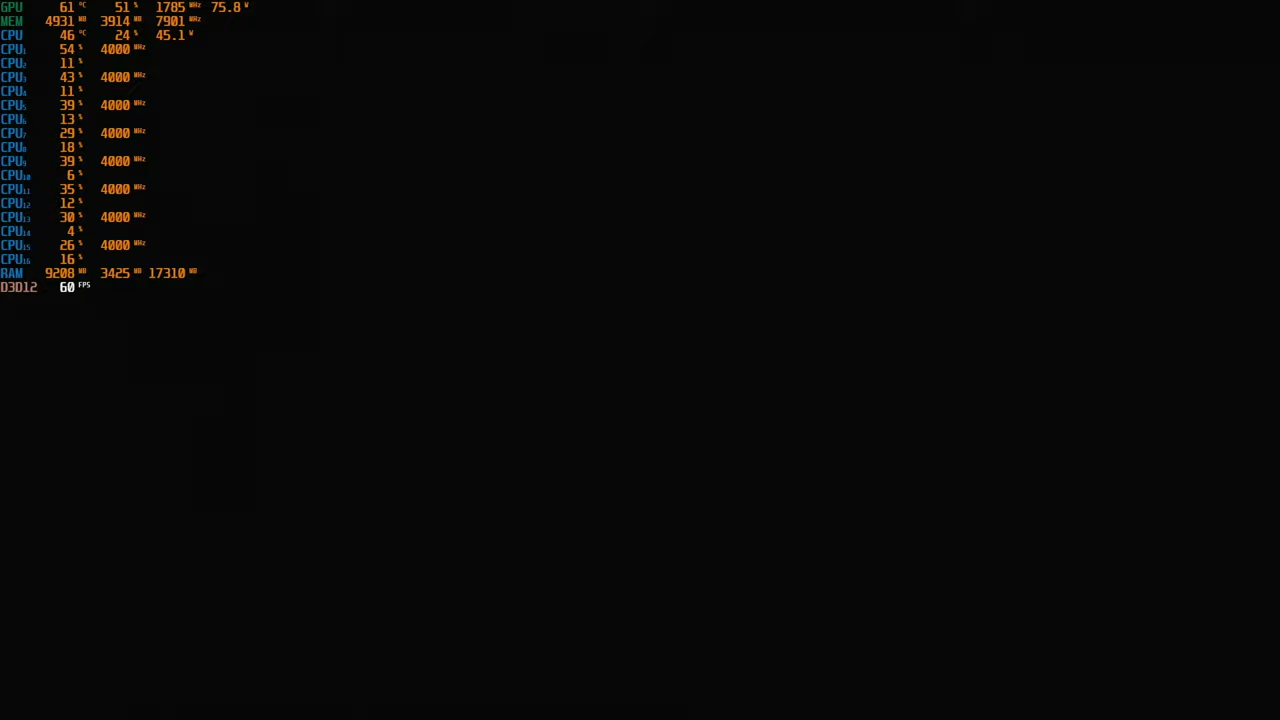 GPU 61 °C 51 % 1785 MHz 75.8 W
MEM 4931 MB 3914 MB 7901 MHz
CPU 46 °C 24 % 45.1 W
CPU1 54 % 4000 MHz
CPU2 11 %
CPU3 43 % 4000 MHz
CPU4 11 %
CPU5 39 % 4000 MHz
CPU6 13 %
CPU7 29 % 4000 MHz
CPU8 18 %
CPU9 39 % 4000 MHz
CPU10 6 %
CPU11 35 % 4000 MHz
CPU12 12 %
CPU13 30 % 4000 MHz
CPU14 4 %
CPU15 26 % 4000 MHz
CPU16 16 %
RAM 9208 MB 3425 MB 17310 MB
D3D12 60 FPS